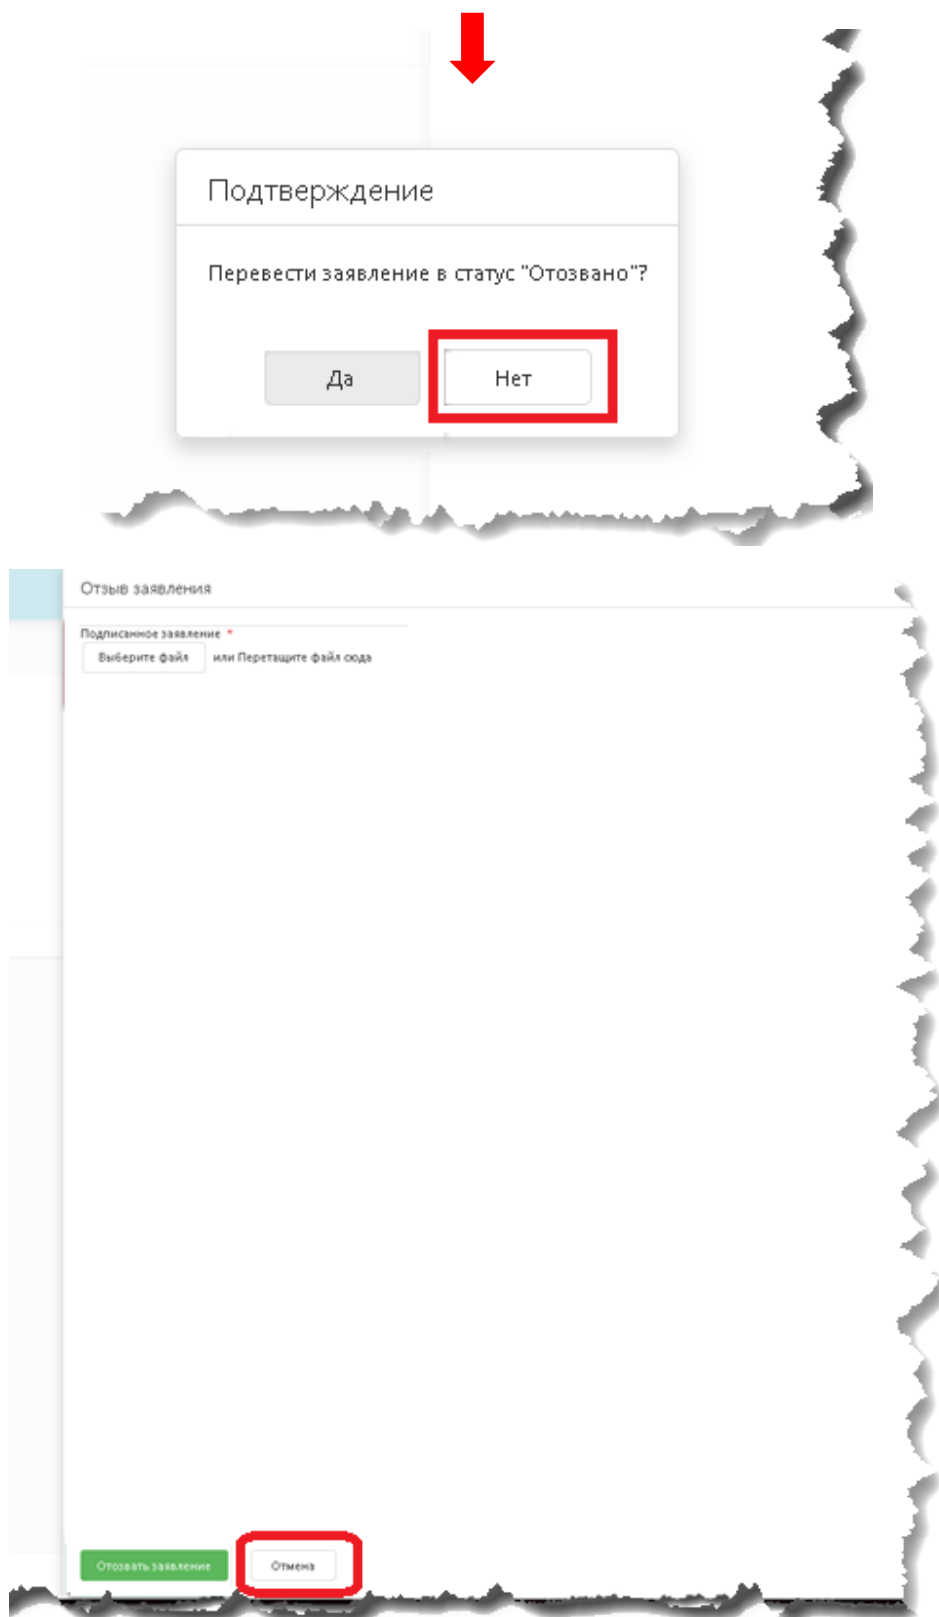 Подтверждение
Перевести заявление в статус "Отозвано"?
Да Нет
Отзыв заявления
Подписанное заявление *
Выберите файл или Перетащите файл сюда
Отозвать заявление Отмена